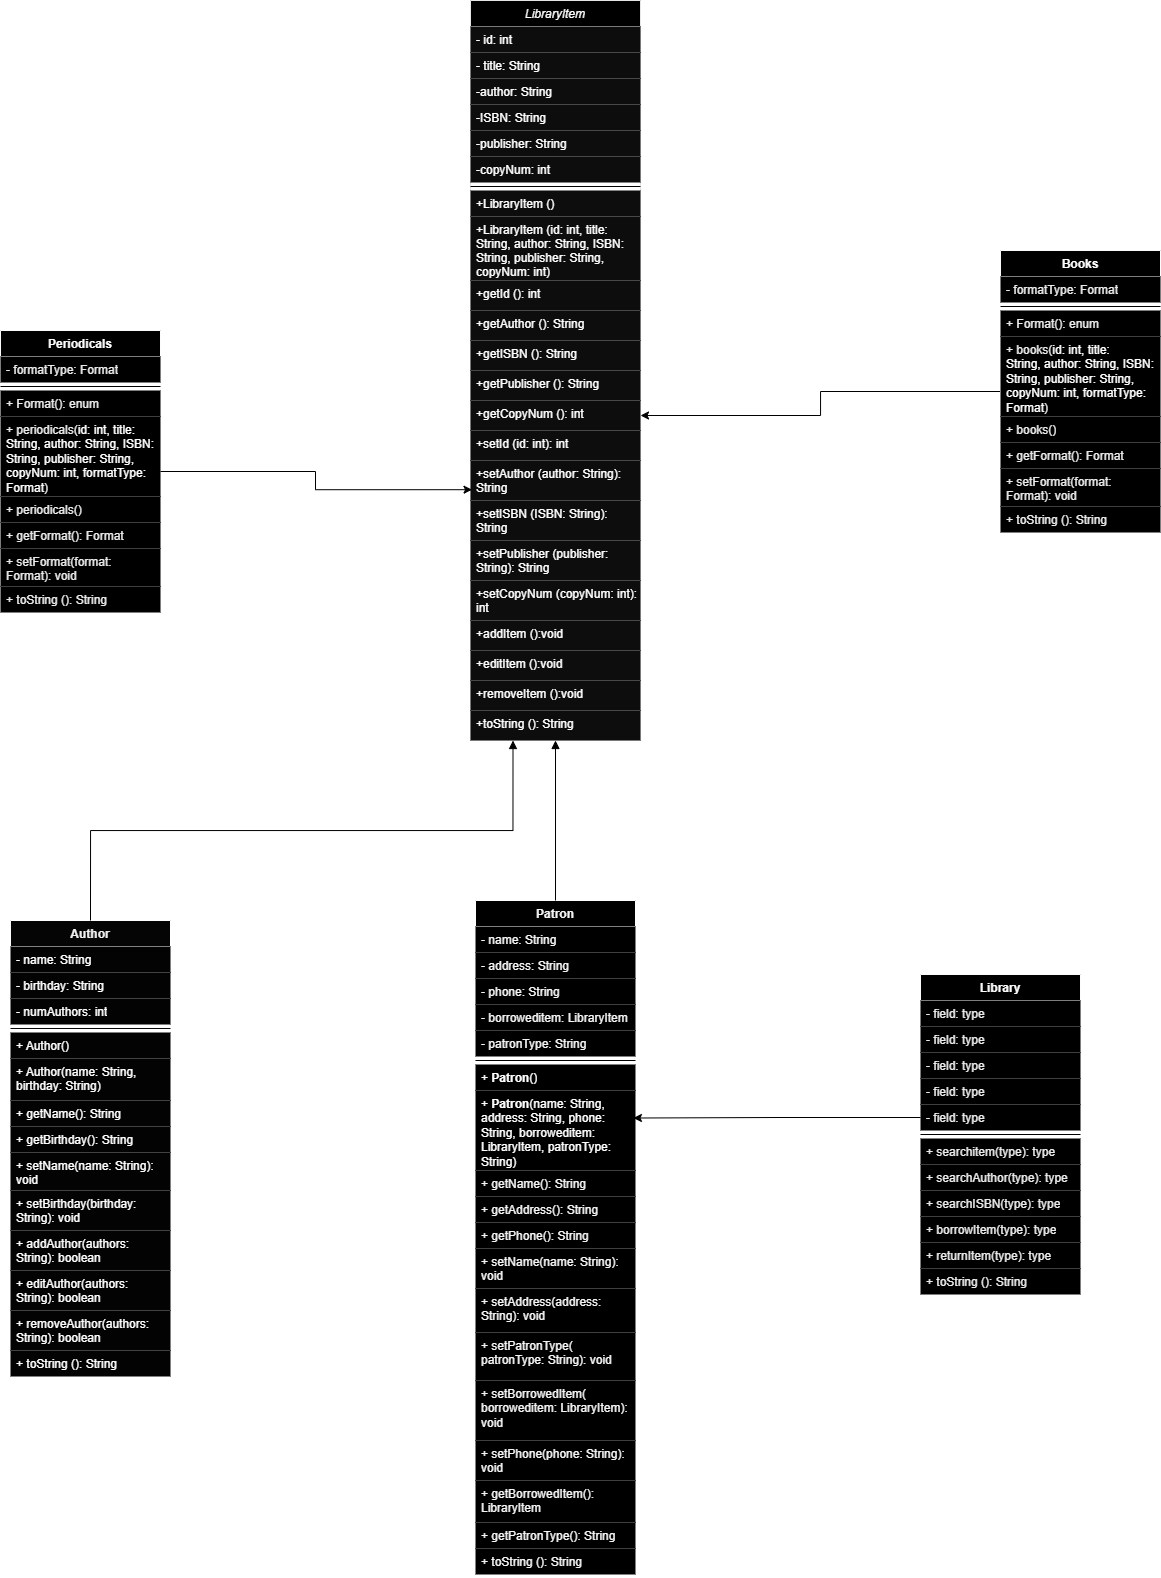 LibraryItem
- id: int
- title: String
-author: String
-ISBN: String
-publisher: String
-copyNum: int
+LibraryItem ()
+LibraryItem (id: int, title:
String, author: String, ISBN:
String, publisher: String,
copyNum: int)
+getId (): int
+getAuthor (): String
+getISBN (): String
+getPublisher (): String
+getCopyNum (): int
+setId (id: int): int
+setAuthor (author: String):
String
+setISBN (ISBN: String):
String
+setPublisher (publisher:
String): String
+setCopyNum (copyNum: int):
int
+addItem ():void
+editItem ():void
+removeItem ():void
+toString (): String
Books
- formatType: Format
+ Format(): enum
+ books(id: int, title:
String, author: String, ISBN:
String, publisher: String,
copyNum: int, formatType:
Format)
+ books()
+ getFormat(): Format
+ setFormat(format:
Format): void
+ toString (): String
Periodicals
- formatType: Format
+ Format(): enum
+ periodicals(id: int, title:
String, author: String, ISBN:
String, publisher: String,
copyNum: int, formatType:
Format)
+ periodicals()
+ getFormat(): Format
+ setFormat(format:
Format): void
+ toString (): String
Author
- name: String
- birthday: String
- numAuthors: int
+ Author()
+ Author(name: String,
birthday: String)
+ getName(): String
+ getBirthday(): String
+ setName(name: String):
void
+ setBirthday(birthday:
String): void
+ addAuthor(authors:
String): boolean
+ editAuthor(authors:
String): boolean
+ removeAuthor(authors:
String): boolean
+ toString (): String
Patron
- name: String
- address: String
- phone: String
- borroweditem: LibraryItem
- patronType: String
+ Patron()
+ Patron(name: String,
address: String, phone:
String, borroweditem:
LibraryItem, patronType:
String)
+ getName(): String
+ getAddress(): String
+ getPhone(): String
+ setName(name: String):
void
+ setAddress(address:
String): void
+ setPatronType(
patronType: String): void
+ setBorrowedItem(
borroweditem: LibraryItem):
void
+ setPhone(phone: String):
void
+ getBorrowedItem():
LibraryItem
+ getPatronType(): String
+ toString (): String
Library
- field: type
- field: type
- field: type
- field: type
- field: type
+ searchitem(type): type
+ searchAuthor(type): type
+ searchISBN(type): type
+ borrowItem(type): type
+ returnItem(type): type
+ toString (): String